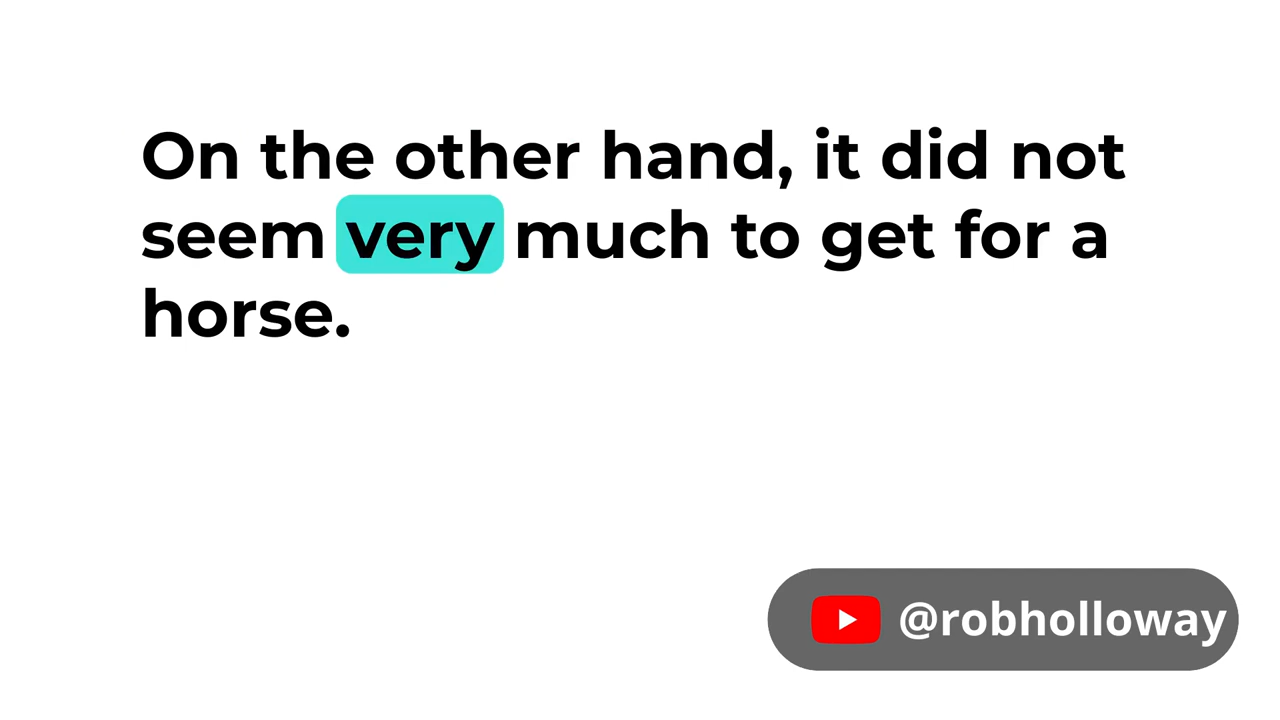 On the other hand, it did not
seem very much to get for a
horse.
@robholloway